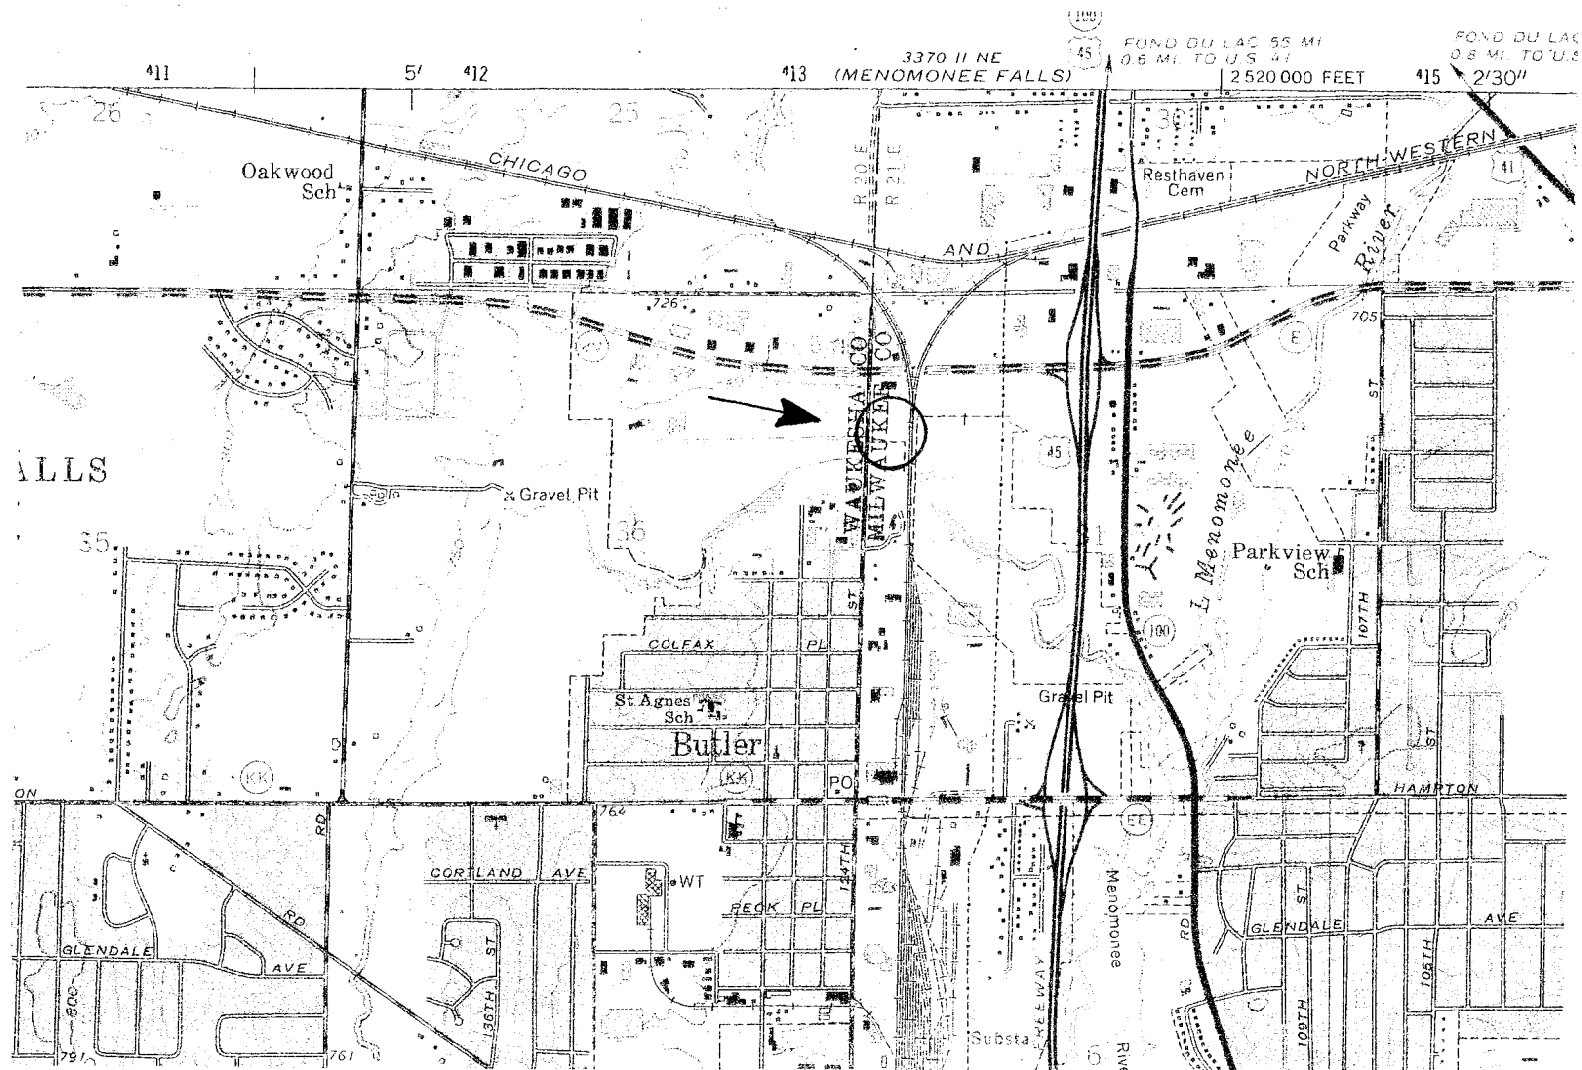 100
45
FOND DU LAC 55 MI
0.6 MI. TO U.S. 41
FOND DU LAC
0.8 MI. TO U.S.
3370 II NE
(MENOMONEE FALLS)
411
5'
412
413
2 520 000 FEET
415
2'30"
26
25
30
R 20 E
R 21 E
Oakwood
Sch
CHICAGO
AND
NORTH WESTERN
Resthaven
Cem
Parkway
River
41
726
705
E
WAUKESHA CO
MILWAUKEE CO
45
ST
ALLS
Gravel Pit
35
36
L Menomonee
Parkview
Sch
107TH
100
COLFAX
PL
ST
St Agnes
Sch
Butler
Gravel Pit
KK
KK
PO
ST
ON
HAMPTON
764
EE
RD
CORTLAND
AVE
WT
124TH
PECK
PL
RD
GLENDALE
AVE
136TH
ST
Menomonee
RD
ST
GLENDALE
AVE
105TH
800
109TH
FREEWAY
Substa
6
791
761